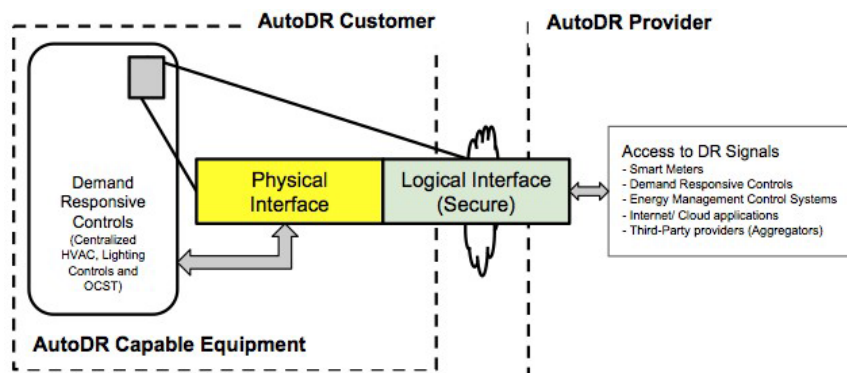 AutoDR Customer
AutoDR Provider
Demand
Responsive
Controls
(Centralized
HVAC, Lighting
Controls and
OCST)
Physical
Interface
Logical Interface
(Secure)
Access to DR Signals
- Smart Meters
- Demand Responsive Controls
- Energy Management Control Systems
- Internet/ Cloud applications
- Third-Party providers (Aggregators)
AutoDR Capable Equipment